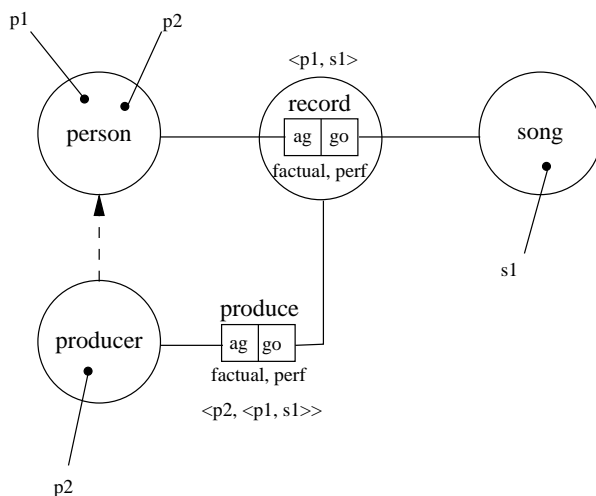 p1
p2
<p1, s1>
record
person
ag
go
song
factual, perf
s1
produce
producer
ag
go
factual, perf
<p2, <p1, s1>>
p2